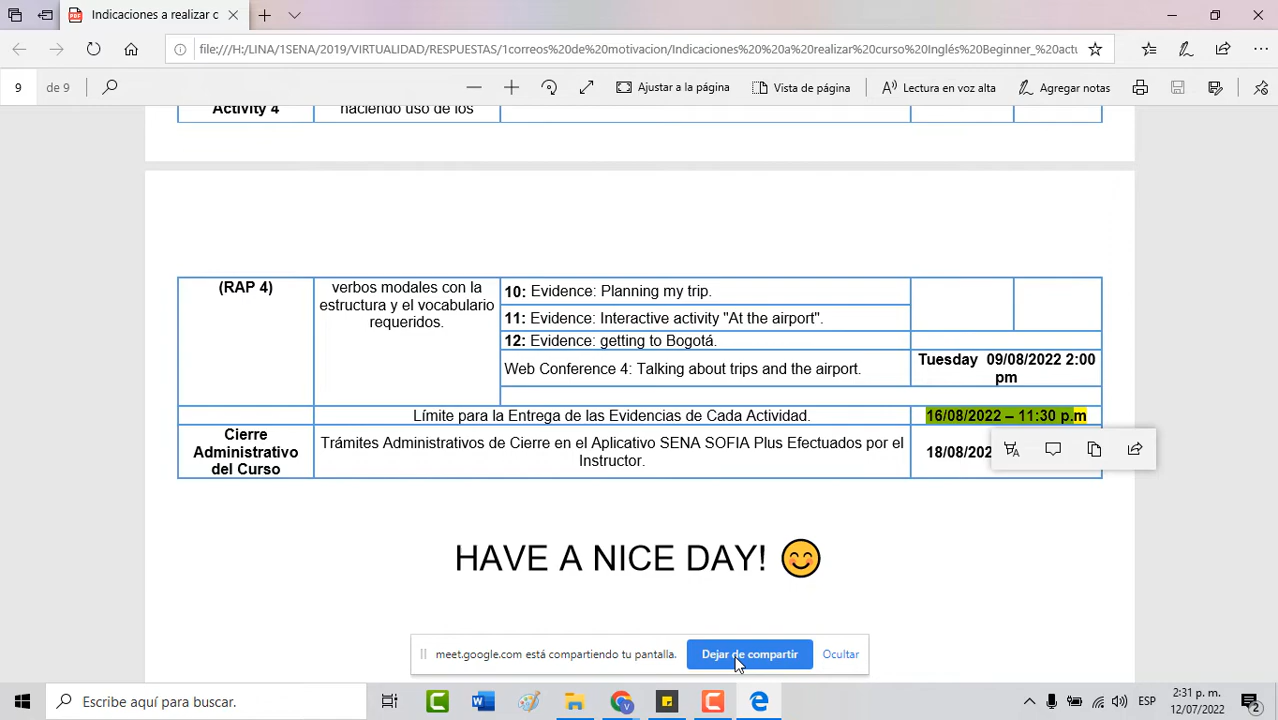 Indicaciones a realizar c
file:///H:/LINA/1SENA/2019/VIRTUALIDAD/RESPUESTAS/1correos%20de%20motivacion/Indicaciones%20%20a%20realizar%20curso%20Inglés%20Beginner_%20actu
9 de 9
Ajustar a la página
Vista de página
Lectura en voz alta
Agregar notas
Activity 4
haciendo uso de los
(RAP 4)
verbos modales con la
estructura y el vocabulario
requeridos.
10: Evidence: Planning my trip.
11: Evidence: Interactive activity "At the airport".
12: Evidence: getting to Bogotá.
Web Conference 4: Talking about trips and the airport.
Tuesday 09/08/2022 2:00
pm
Límite para la Entrega de las Evidencias de Cada Actividad.
16/08/2022 – 11:30 p.m
Cierre
Administrativo
del Curso
Trámites Administrativos de Cierre en el Aplicativo SENA SOFIA Plus Efectuados por el
Instructor.
18/08/202
HAVE A NICE DAY! 😊
meet.google.com está compartiendo tu pantalla.
Dejar de compartir
Ocultar
Escribe aquí para buscar.
ESP
2:31 p. m.
12/07/2022
2